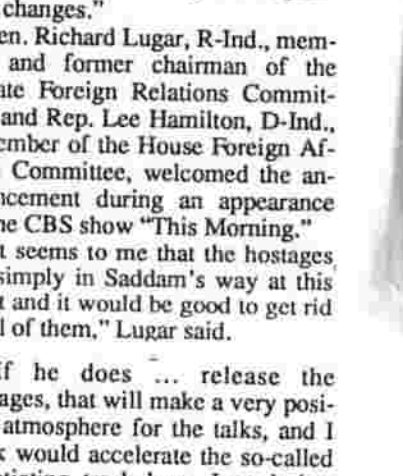 changes."
en. Richard Lugar, R-Ind., mem-
and former chairman of the
ate Foreign Relations Commit-
and Rep. Lee Hamilton, D-Ind.,
ember of the House Foreign Af-
Committee, welcomed the an-
ncement during an appearance
he CBS show "This Morning."
t seems to me that the hostages
simply in Saddam's way at this
t and it would be good to get rid
l of them," Lugar said.
if he does ... release the
ages, that will make a very posi-
atmosphere for the talks, and I
k would accelerate the so-called